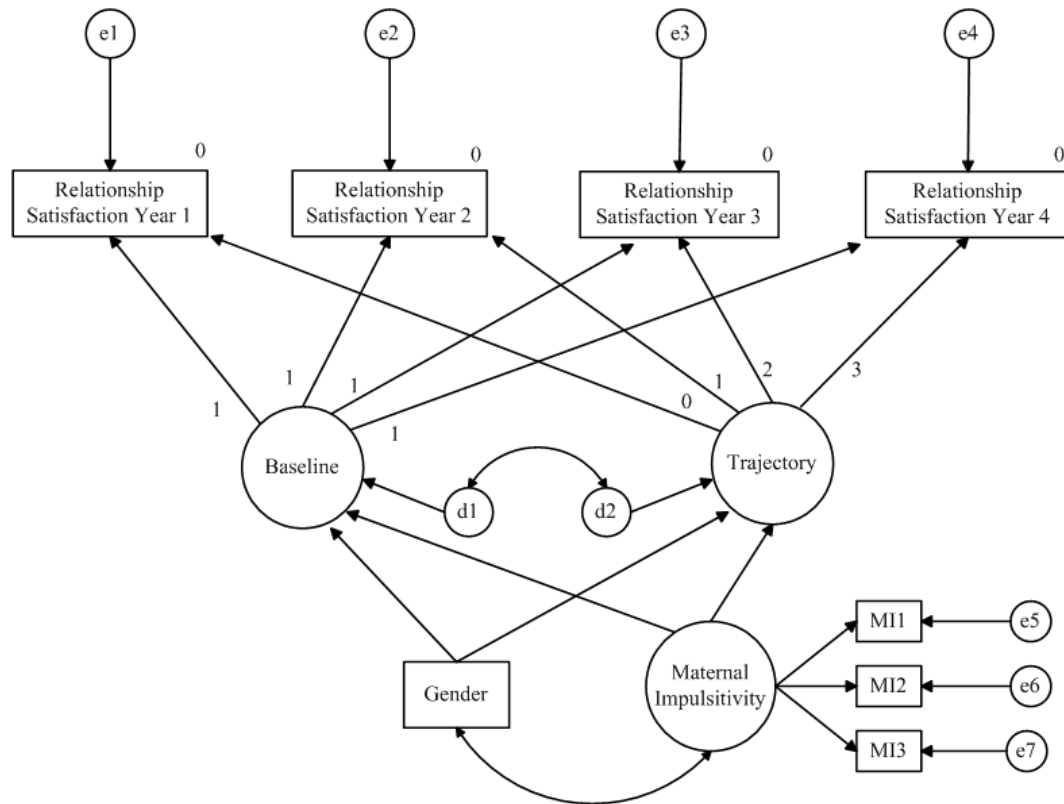 e1
e2
e3
e4
0
0
0
0
Relationship
Satisfaction Year 1
Relationship
Satisfaction Year 2
Relationship
Satisfaction Year 3
Relationship
Satisfaction Year 4
1
1
1
1
0
1
2
3
Baseline
Trajectory
d1
d2
Gender
Maternal
Impulsitivity
MI1
e5
MI2
e6
MI3
e7